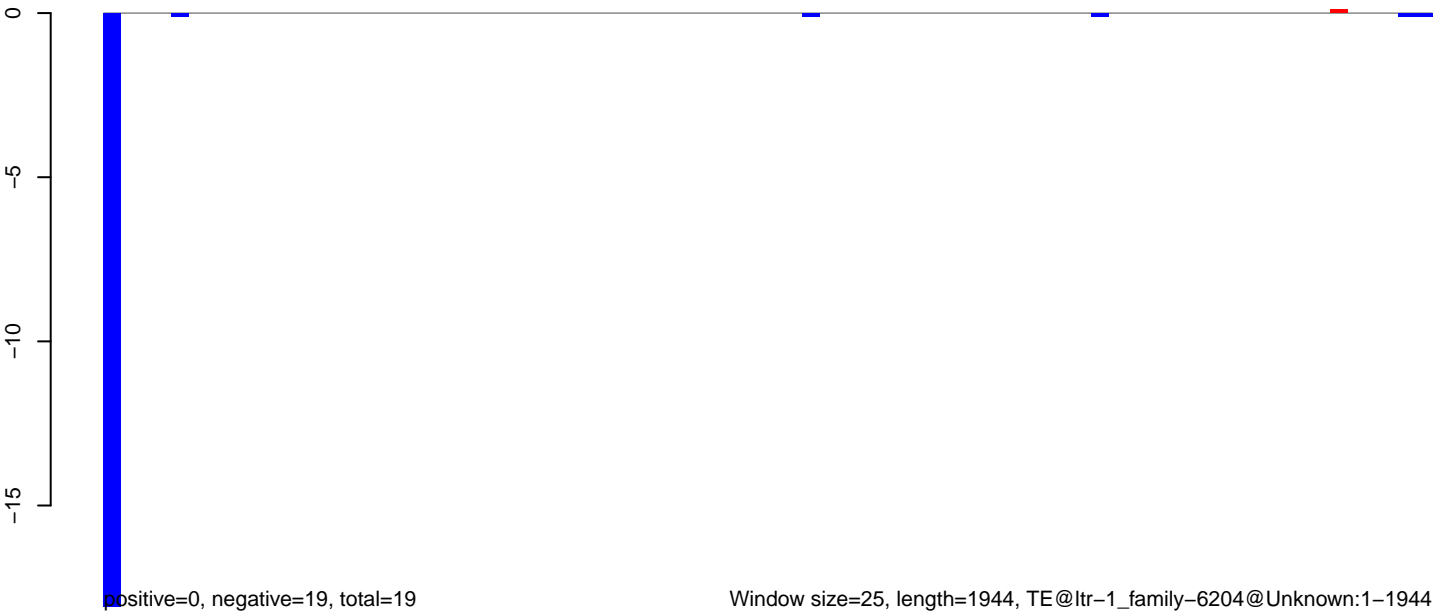 0
−5
−10
−15
positive=0, negative=19, total=19
Window size=25, length=1944, TE@ltr−1_family−6204@Unknown:1−1944